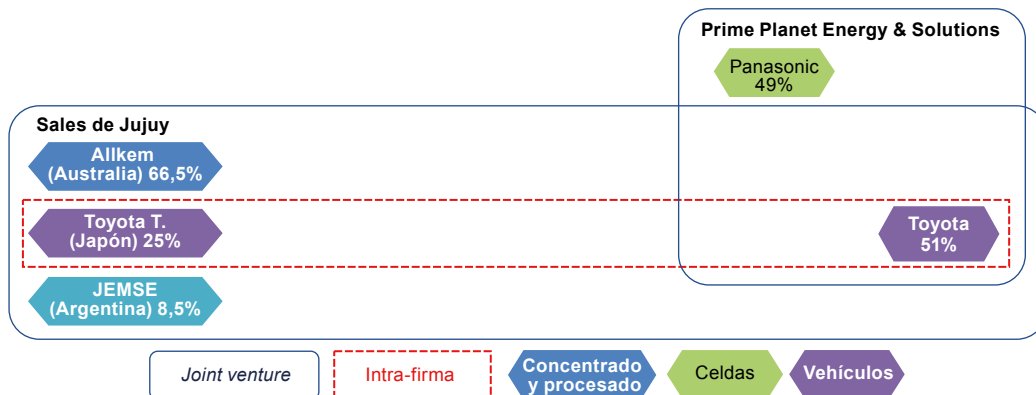 Prime Planet Energy & Solutions
Panasonic
49%
Sales de Jujuy
Allkem
(Australia) 66,5%
Toyota T.
(Japón) 25%
Toyota
51%
JEMSE
(Argentina) 8,5%
Joint venture
Intra-firma
Concentrado
y procesado
Celdas
Vehículos